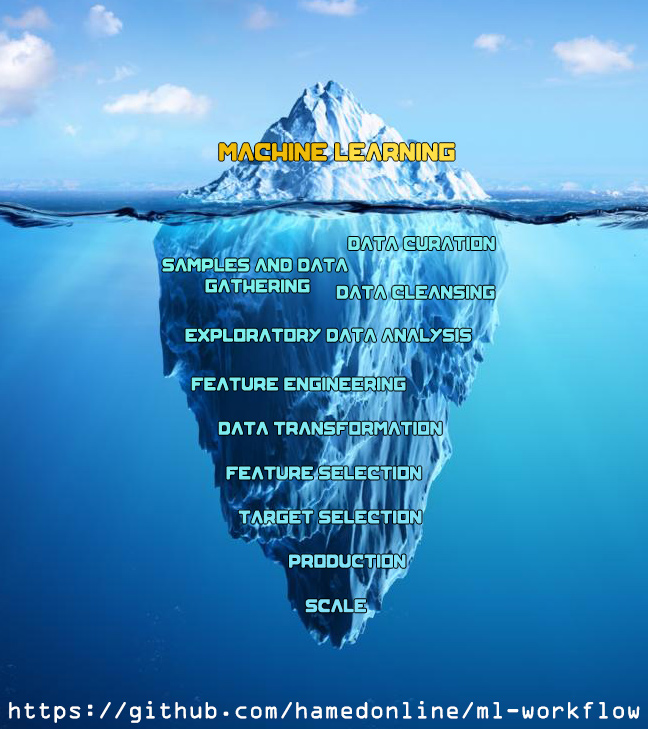 MACHINE LEARNING
DATA CURATION
SAMPLES AND DATA
GATHERING
DATA CLEANSING
EXPLORATORY DATA ANALYSIS
FEATURE ENGINEERING
DATA TRANSFORMATION
FEATURE SELECTION
TARGET SELECTION
PRODUCTION
SCALE
https://github.com/hamedonline/ml-workflow